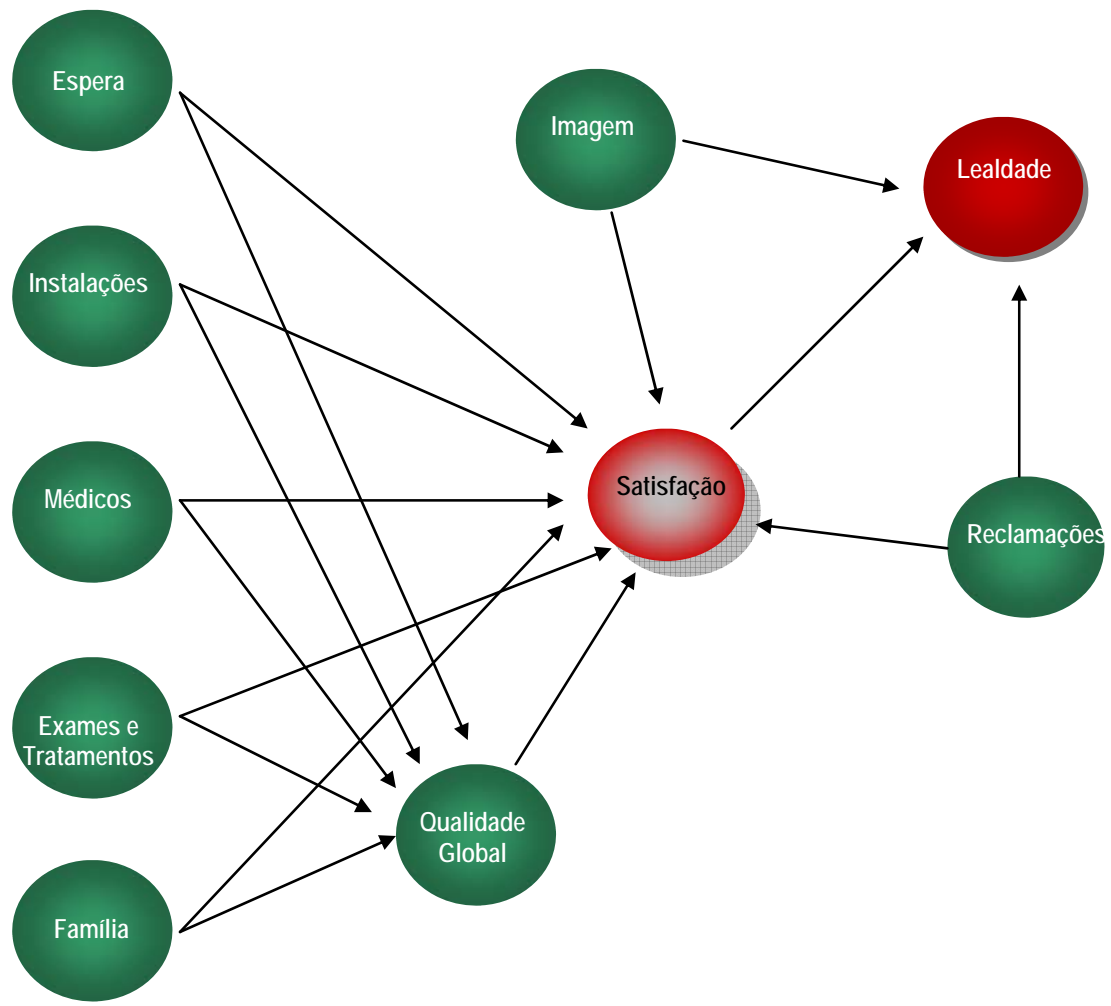 Espera
Imagem
Lealdade
Instalações
Médicos
Satisfação
Reclamações
Exames e
Tratamentos
Qualidade
Global
Família